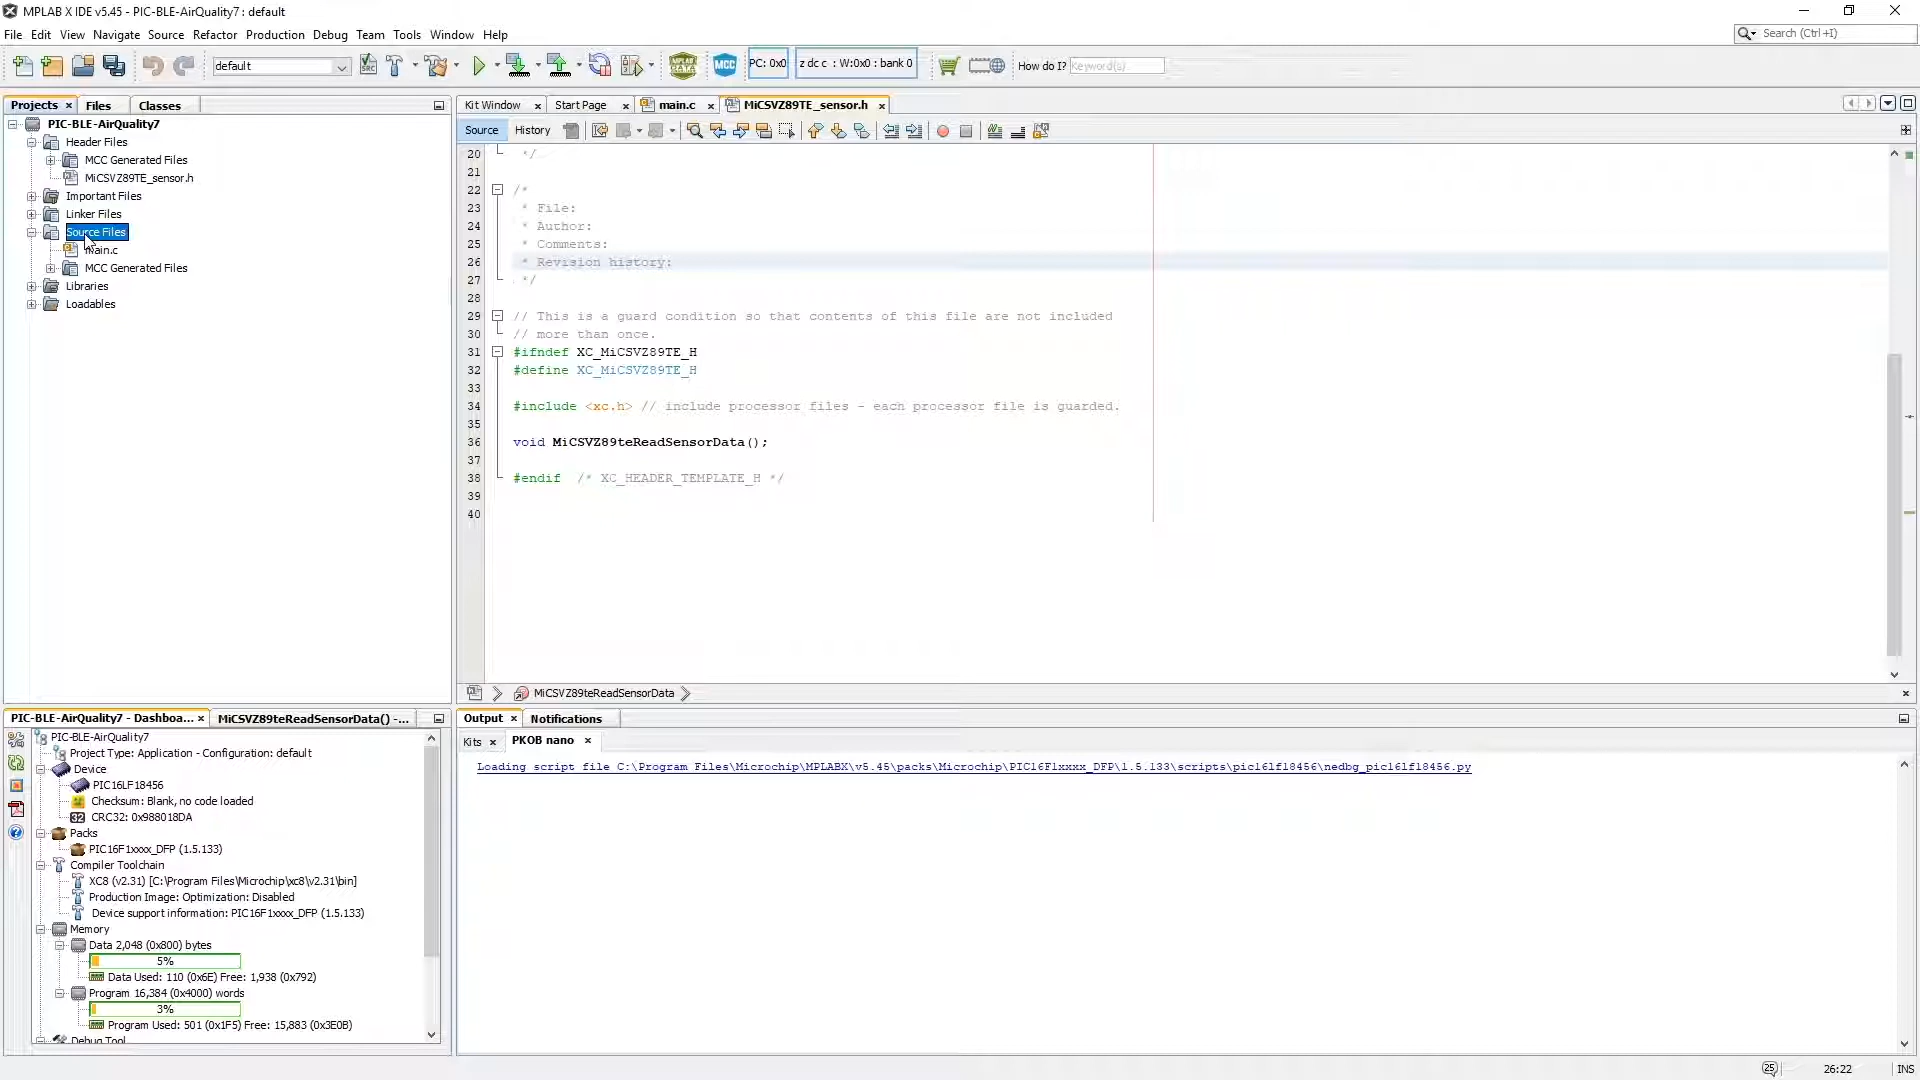 MPLAB X IDE v5.45 - PIC-BLE-AirQuality7 : default
File Edit View Navigate Source Refactor Production Debug Team Tools Window Help
Search (Ctrl+I)
default
MCC
PC: 0x0
z dc c : W:0x0 : bank 0
How do I? Keyword(s)
Projects Files Classes
PIC-BLE-AirQuality7
Header Files
MCC Generated Files
MiCSVZ89TE_sensor.h
Important Files
Linker Files
Source Files
main.c
MCC Generated Files
Libraries
Loadables
Kit Window Start Page main.c MiCSVZ89TE_sensor.h
Source History
20 */
21
22 /*
23 * File:
24 * Author:
25 * Comments:
26 * Revision history:
27 */
28
29 // This is a guard condition so that contents of this file are not included
30 // more than once.
31 #ifndef XC_MiCSVZ89TE_H
32 #define XC_MiCSVZ89TE_H
33
34 #include <xc.h> // include processor files - each processor file is guarded.
35
36 void MiCSVZ89teReadSensorData();
37
38 #endif /* XC_HEADER_TEMPLATE_H */
39
40
MiCSVZ89teReadSensorData
PIC-BLE-AirQuality7 - Dashboa... MiCSVZ89teReadSensorData() -...
PIC-BLE-AirQuality7
Project Type: Application - Configuration: default
Device
PIC16LF18456
Checksum: Blank, no code loaded
CRC32: 0x988018DA
Packs
PIC16F1xxxx_DFP (1.5.133)
Compiler Toolchain
XC8 (v2.31) [C:\Program Files\Microchip\xc8\v2.31\bin]
Production Image: Optimization: Disabled
Device support information: PIC16F1xxxx_DFP (1.5.133)
Memory
Data 2,048 (0x800) bytes
5%
Data Used: 110 (0x6E) Free: 1,938 (0x792)
Program 16,384 (0x4000) words
3%
Program Used: 501 (0x1F5) Free: 15,883 (0x3E0B)
Debug Tool
Output Notifications
Kits PKOB nano
Loading script file C:\Program Files\Microchip\MPLABX\v5.45\packs\Microchip\PIC16F1xxxx_DFP\1.5.133\scripts\pic16lf18456\nedbg_pic16lf18456.py
25 26:22 INS